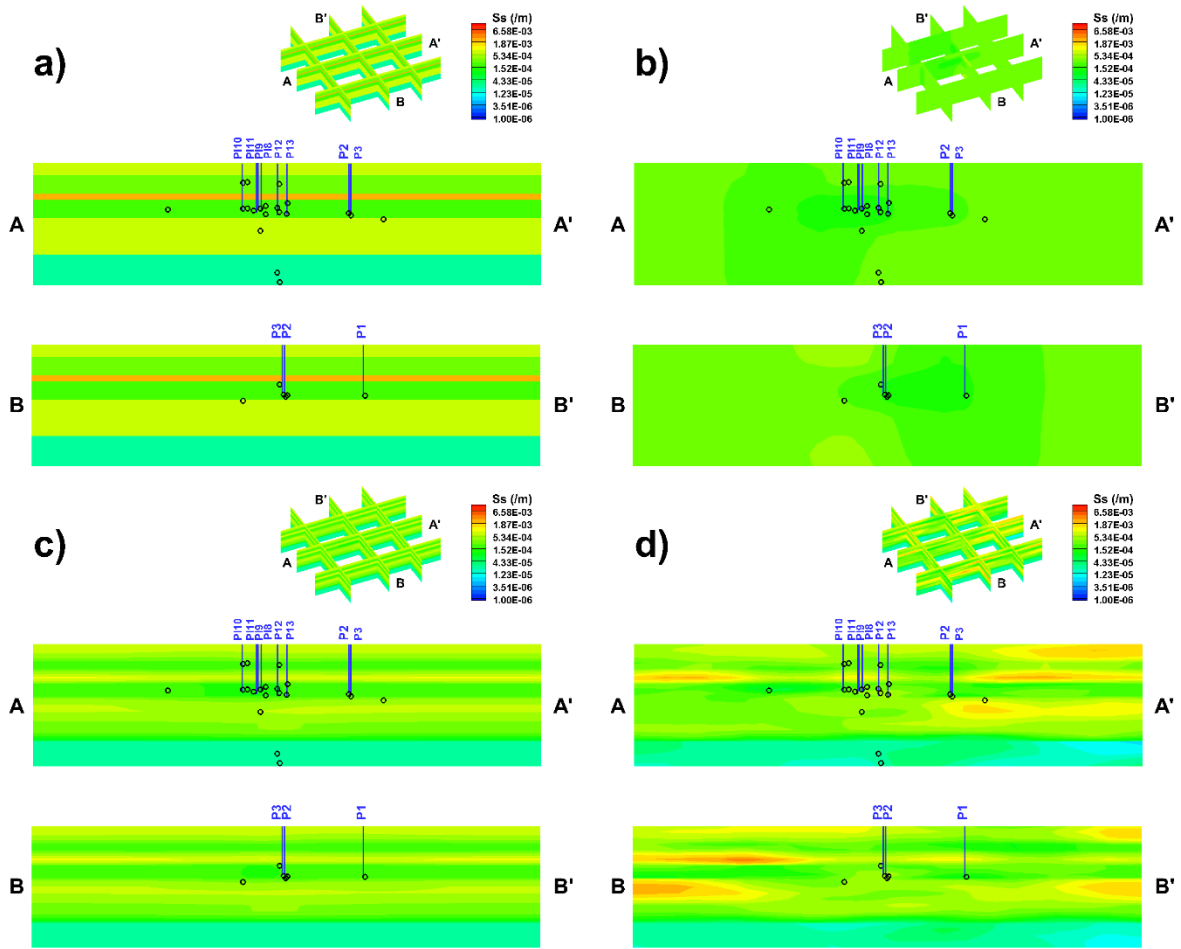 a)
B'
A'
A
B
Ss (/m)
6.58E-03
1.87E-03
5.34E-04
1.52E-04
4.33E-05
1.23E-05
3.51E-06
1.00E-06
PI10
PI11
PI9
PI8
P12
P13
P2
P3
A
A'
P3
P2
P1
B
B'
b)
B'
A'
A
B
Ss (/m)
6.58E-03
1.87E-03
5.34E-04
1.52E-04
4.33E-05
1.23E-05
3.51E-06
1.00E-06
PI10
PI11
PI9
PI8
P12
P13
P2
P3
A
A'
P3
P2
P1
B
B'
c)
B'
A'
A
B
Ss (/m)
6.58E-03
1.87E-03
5.34E-04
1.52E-04
4.33E-05
1.23E-05
3.51E-06
1.00E-06
PI10
PI11
PI9
PI8
P12
P13
P2
P3
A
A'
P3
P2
P1
B
B'
d)
B'
A'
A
B
Ss (/m)
6.58E-03
1.87E-03
5.34E-04
1.52E-04
4.33E-05
1.23E-05
3.51E-06
1.00E-06
PI10
PI11
PI9
PI8
P12
P13
P2
P3
A
A'
P3
P2
P1
B
B'